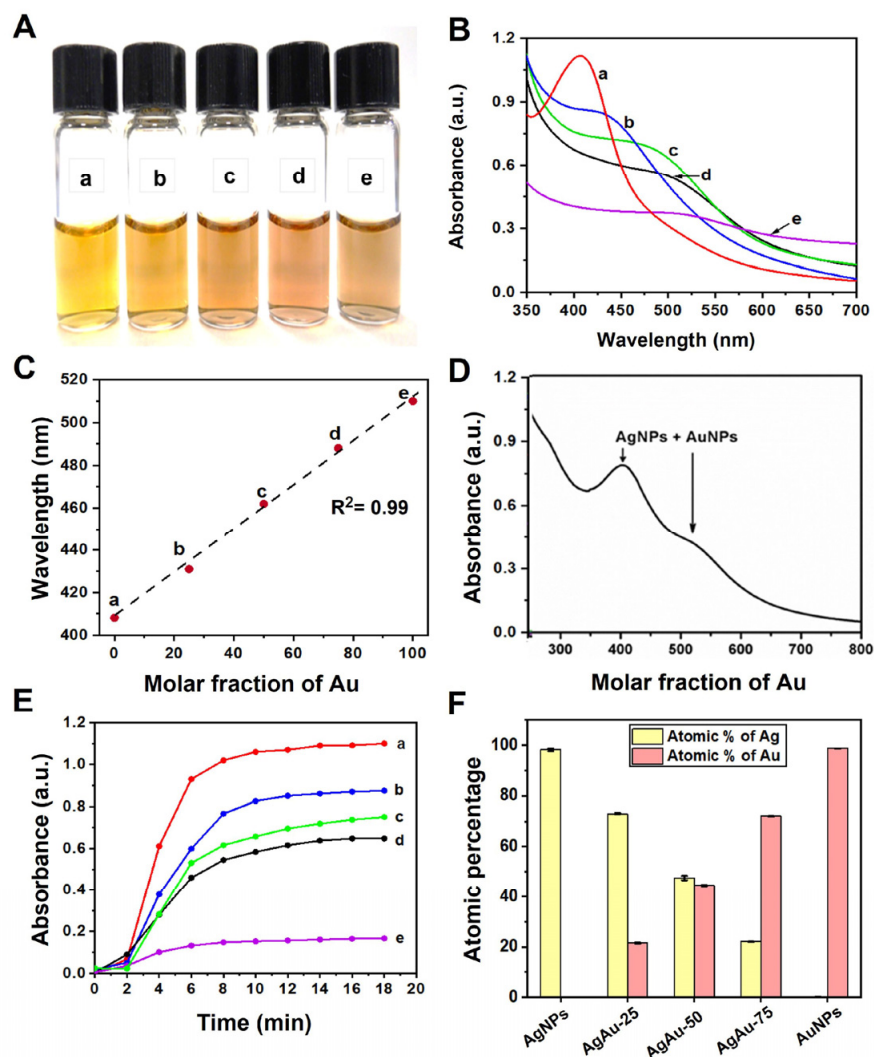 A
a b c d e
B
Absorbance (a.u.)
1.2
0.9
0.6
0.3
0.0
a
b
c
d
e
350 400 450 500 550 600 650 700
Wavelength (nm)
C
Wavelength (nm)
520
500
480
460
440
420
400
a
b
c
d
e
R²= 0.99
0 20 40 60 80 100
Molar fraction of Au
D
Absorbance (a.u.)
1.2
0.9
0.6
0.3
0.0
AgNPs + AuNPs
300 400 500 600 700 800
Molar fraction of Au
E
Absorbance (a.u.)
1.2
1.0
0.8
0.6
0.4
0.2
0.0
a
b
c
d
e
0 2 4 6 8 10 12 14 16 18 20
Time (min)
F
Atomic percentage
100
80
60
40
20
0
Atomic % of Ag
Atomic % of Au
AgNPs AgAu-25 AgAu-50 AgAu-75 AuNPs